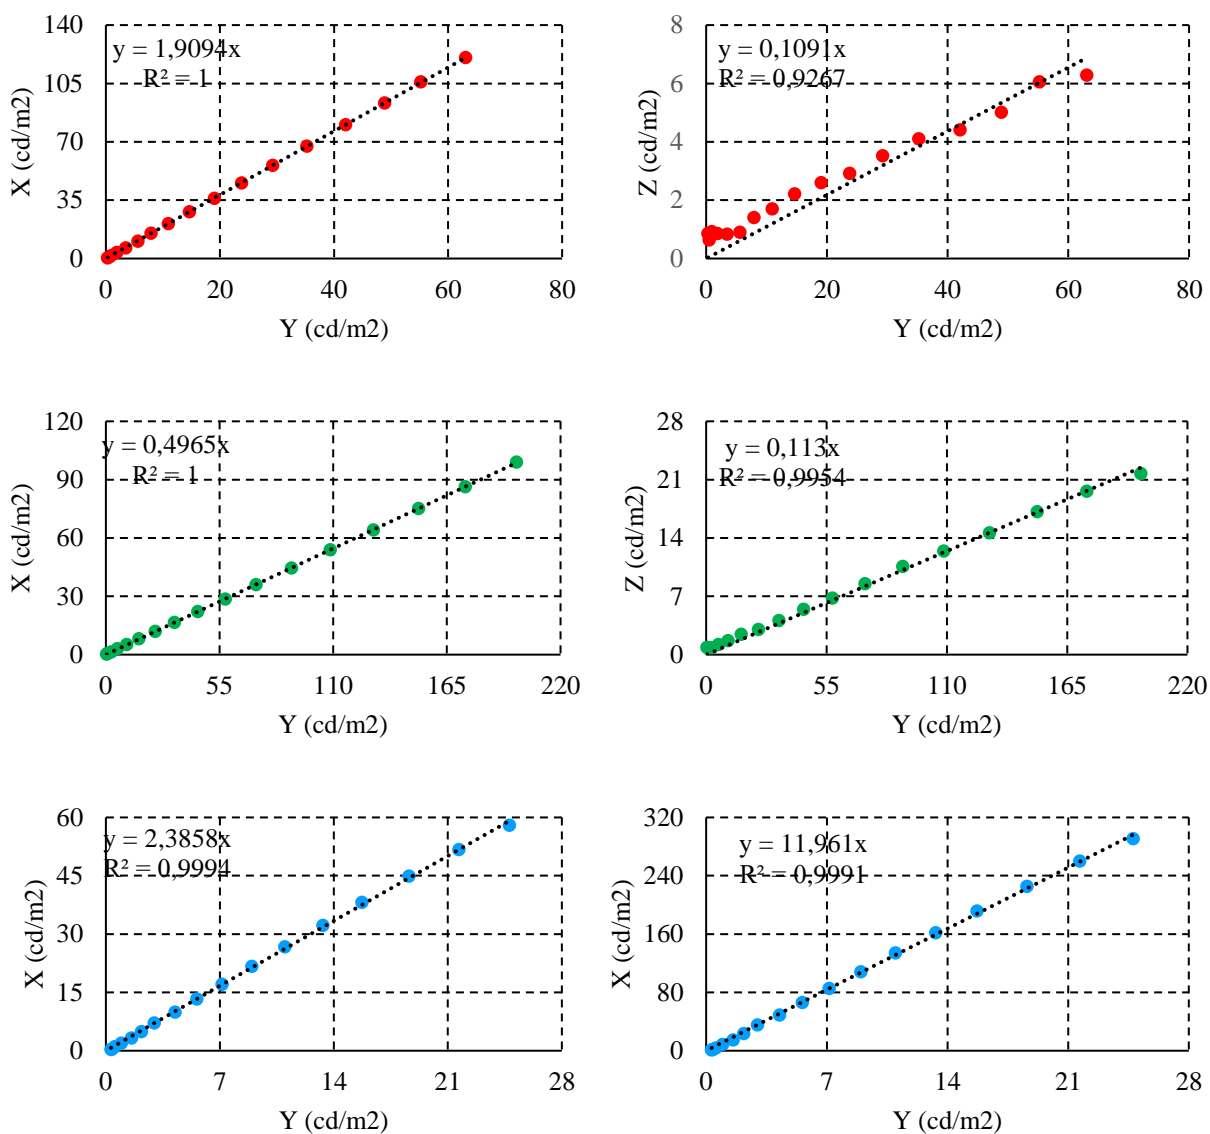 140
105
70
35
0
X (cd/m2)
y = 1,9094x
R² = 1
0 20 40 60 80
Y (cd/m2)
8
6
4
2
0
Z (cd/m2)
y = 0,1091x
R² = 0,9267
0 20 40 60 80
Y (cd/m2)
120
90
60
30
0
X (cd/m2)
y = 0,4965x
R² = 1
0 55 110 165 220
Y (cd/m2)
28
21
14
7
0
Z (cd/m2)
y = 0,113x
R² = 0,9954
0 55 110 165 220
Y (cd/m2)
60
45
30
15
0
X (cd/m2)
y = 2,3858x
R² = 0,9994
0 7 14 21 28
Y (cd/m2)
320
240
160
80
0
X (cd/m2)
y = 11,961x
R² = 0,9991
0 7 14 21 28
Y (cd/m2)